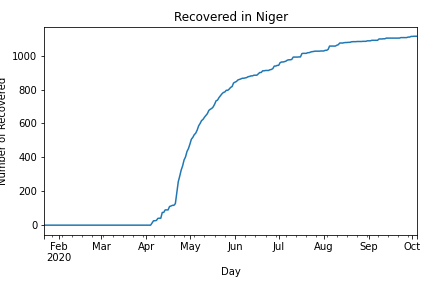 Recovered in Niger
1000
800
600
400
200
0
Number of Recovered
Feb Mar Apr May Jun Jul Aug Sep Oct
2020
Day